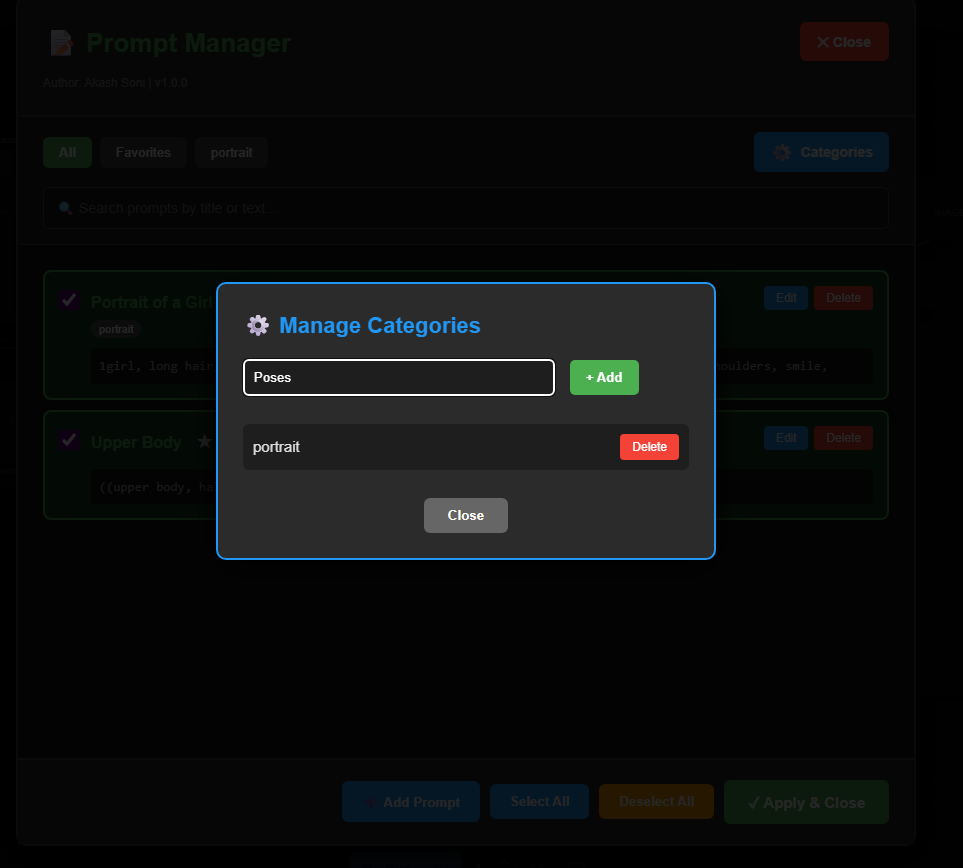 Prompt Manager
✕ Close
Author: Akash Soni | v1.0.0
All
Favorites
portrait
Categories
Search prompts by title or text...
Portrait of a Girl
Edit
Delete
portrait
1girl, long hair
houlders, smile,
Upper Body ★
Edit
Delete
((upper body, ha
Manage Categories
Poses
+ Add
portrait
Delete
Close
Add Prompt
Select All
Deselect All
✓ Apply & Close